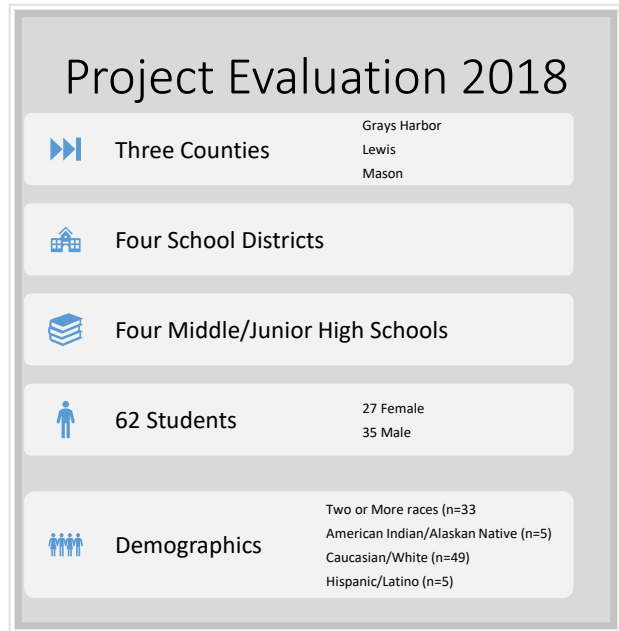 Project Evaluation 2018
Three Counties
Grays Harbor
Lewis
Mason
Four School Districts
Four Middle/Junior High Schools
62 Students
27 Female
35 Male
Demographics
Two or More races (n=33
American Indian/Alaskan Native (n=5)
Caucasian/White (n=49)
Hispanic/Latino (n=5)